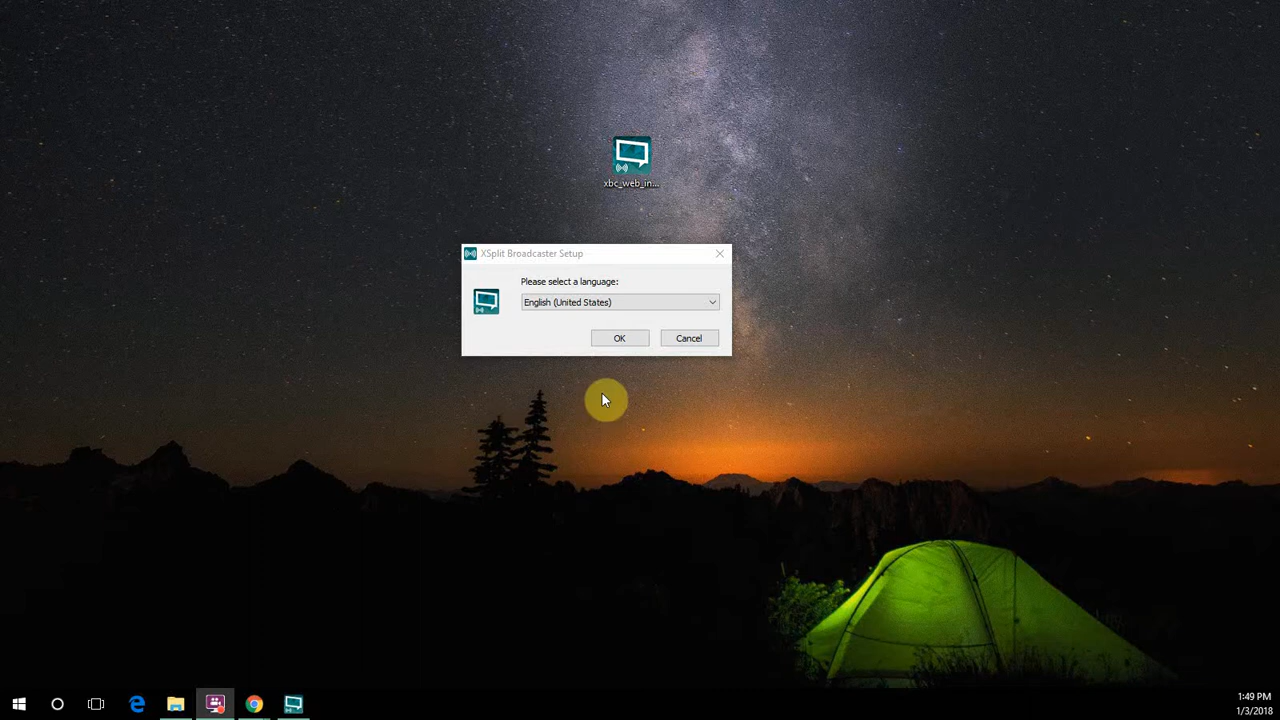 xbc_web_in...
XSplit Broadcaster Setup
Please select a language:
English (United States)
OK
Cancel
1:49 PM
1/3/2018